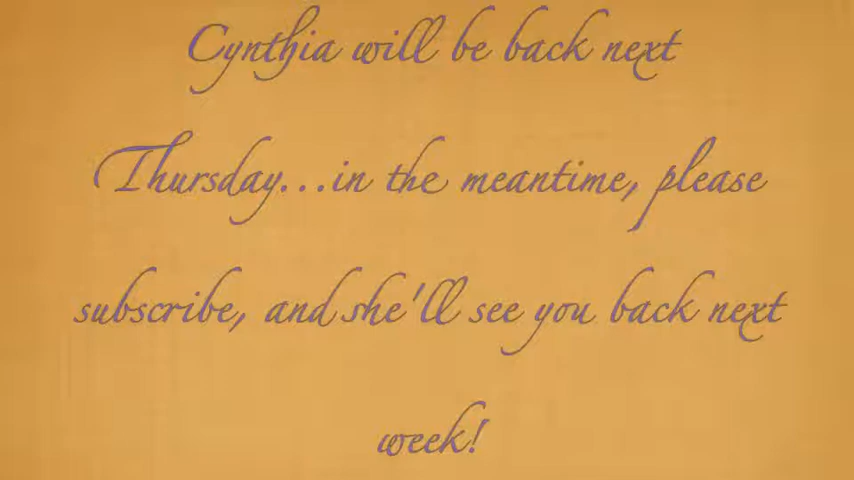 Cynthia will be back next
Thursday...in the meantime, please
subscribe, and she'll see you back next
week!